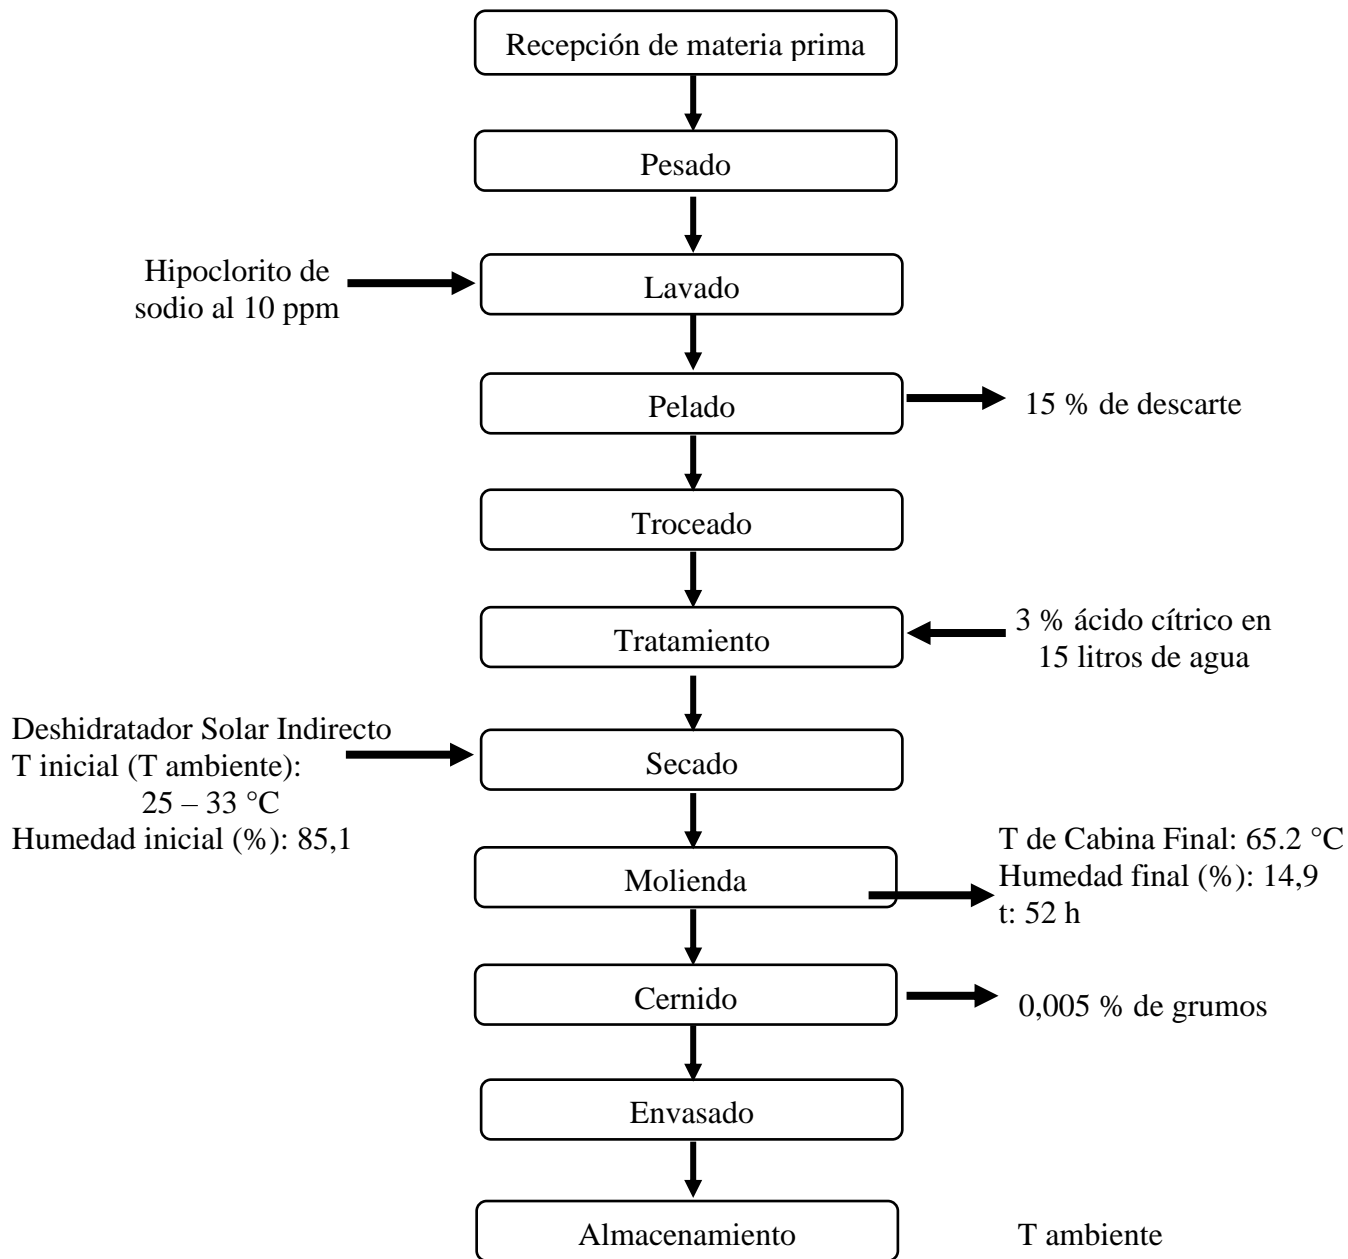 Recepción de materia prima
Pesado
Hipoclorito de
sodio al 10 ppm
Lavado
Pelado
15 % de descarte
Troceado
Tratamiento
3 % ácido cítrico en
15 litros de agua
Deshidratador Solar Indirecto
T inicial (T ambiente):
25 – 33 °C
Humedad inicial (%): 85,1
Secado
Molienda
T de Cabina Final: 65.2 °C
Humedad final (%): 14,9
t: 52 h
Cernido
0,005 % de grumos
Envasado
Almacenamiento
T ambiente